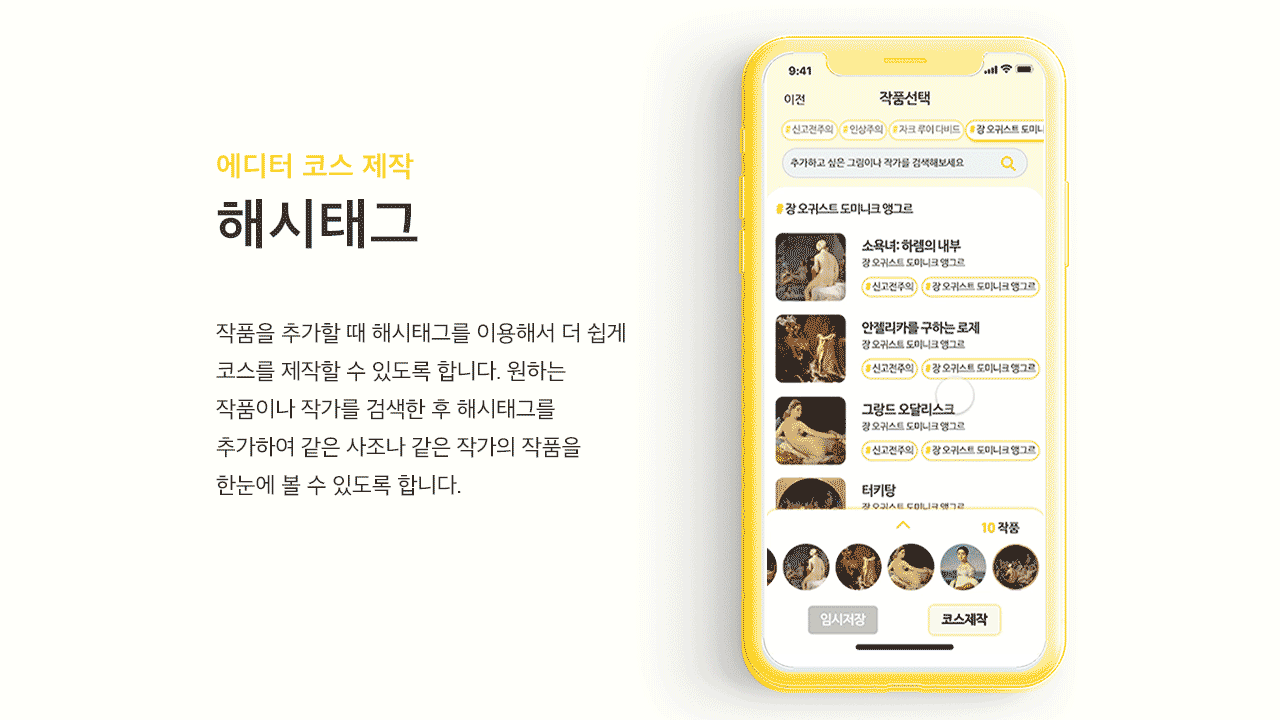 에디터 코스 제작
해시태그
작품을 추가할 때 해시태그를 이용해서 더 쉽게
코스를 제작할 수 있도록 합니다. 원하는
작품이나 작가를 검색한 후 해시태그를
추가하여 같은 사조나 같은 작가의 작품을
한눈에 볼 수 있도록 합니다.
9:41
이전 작품선택
#신고전주의 #인상주의 #자크 루이 다비드 #장 오귀스트 도미니
추가하고 싶은 그림이나 작가를 검색해보세요
#장 오귀스트 도미니크 앵그르
소욕녀: 하렘의 내부
장 오귀스트 도미니크 앵그르
#신고전주의 #장 오귀스트 도미니크 앵그르
안젤리카를 구하는 로제
장 오귀스트 도미니크 앵그르
#신고전주의 #장 오귀스트 도미니크 앵그르
그랑드 오달리스크
장 오귀스트 도미니크 앵그르
#신고전주의 #장 오귀스트 도미니크 앵그르
터키탕
장 오귀스트 도미니크 앵그르
10 작품
임시저장 코스제작